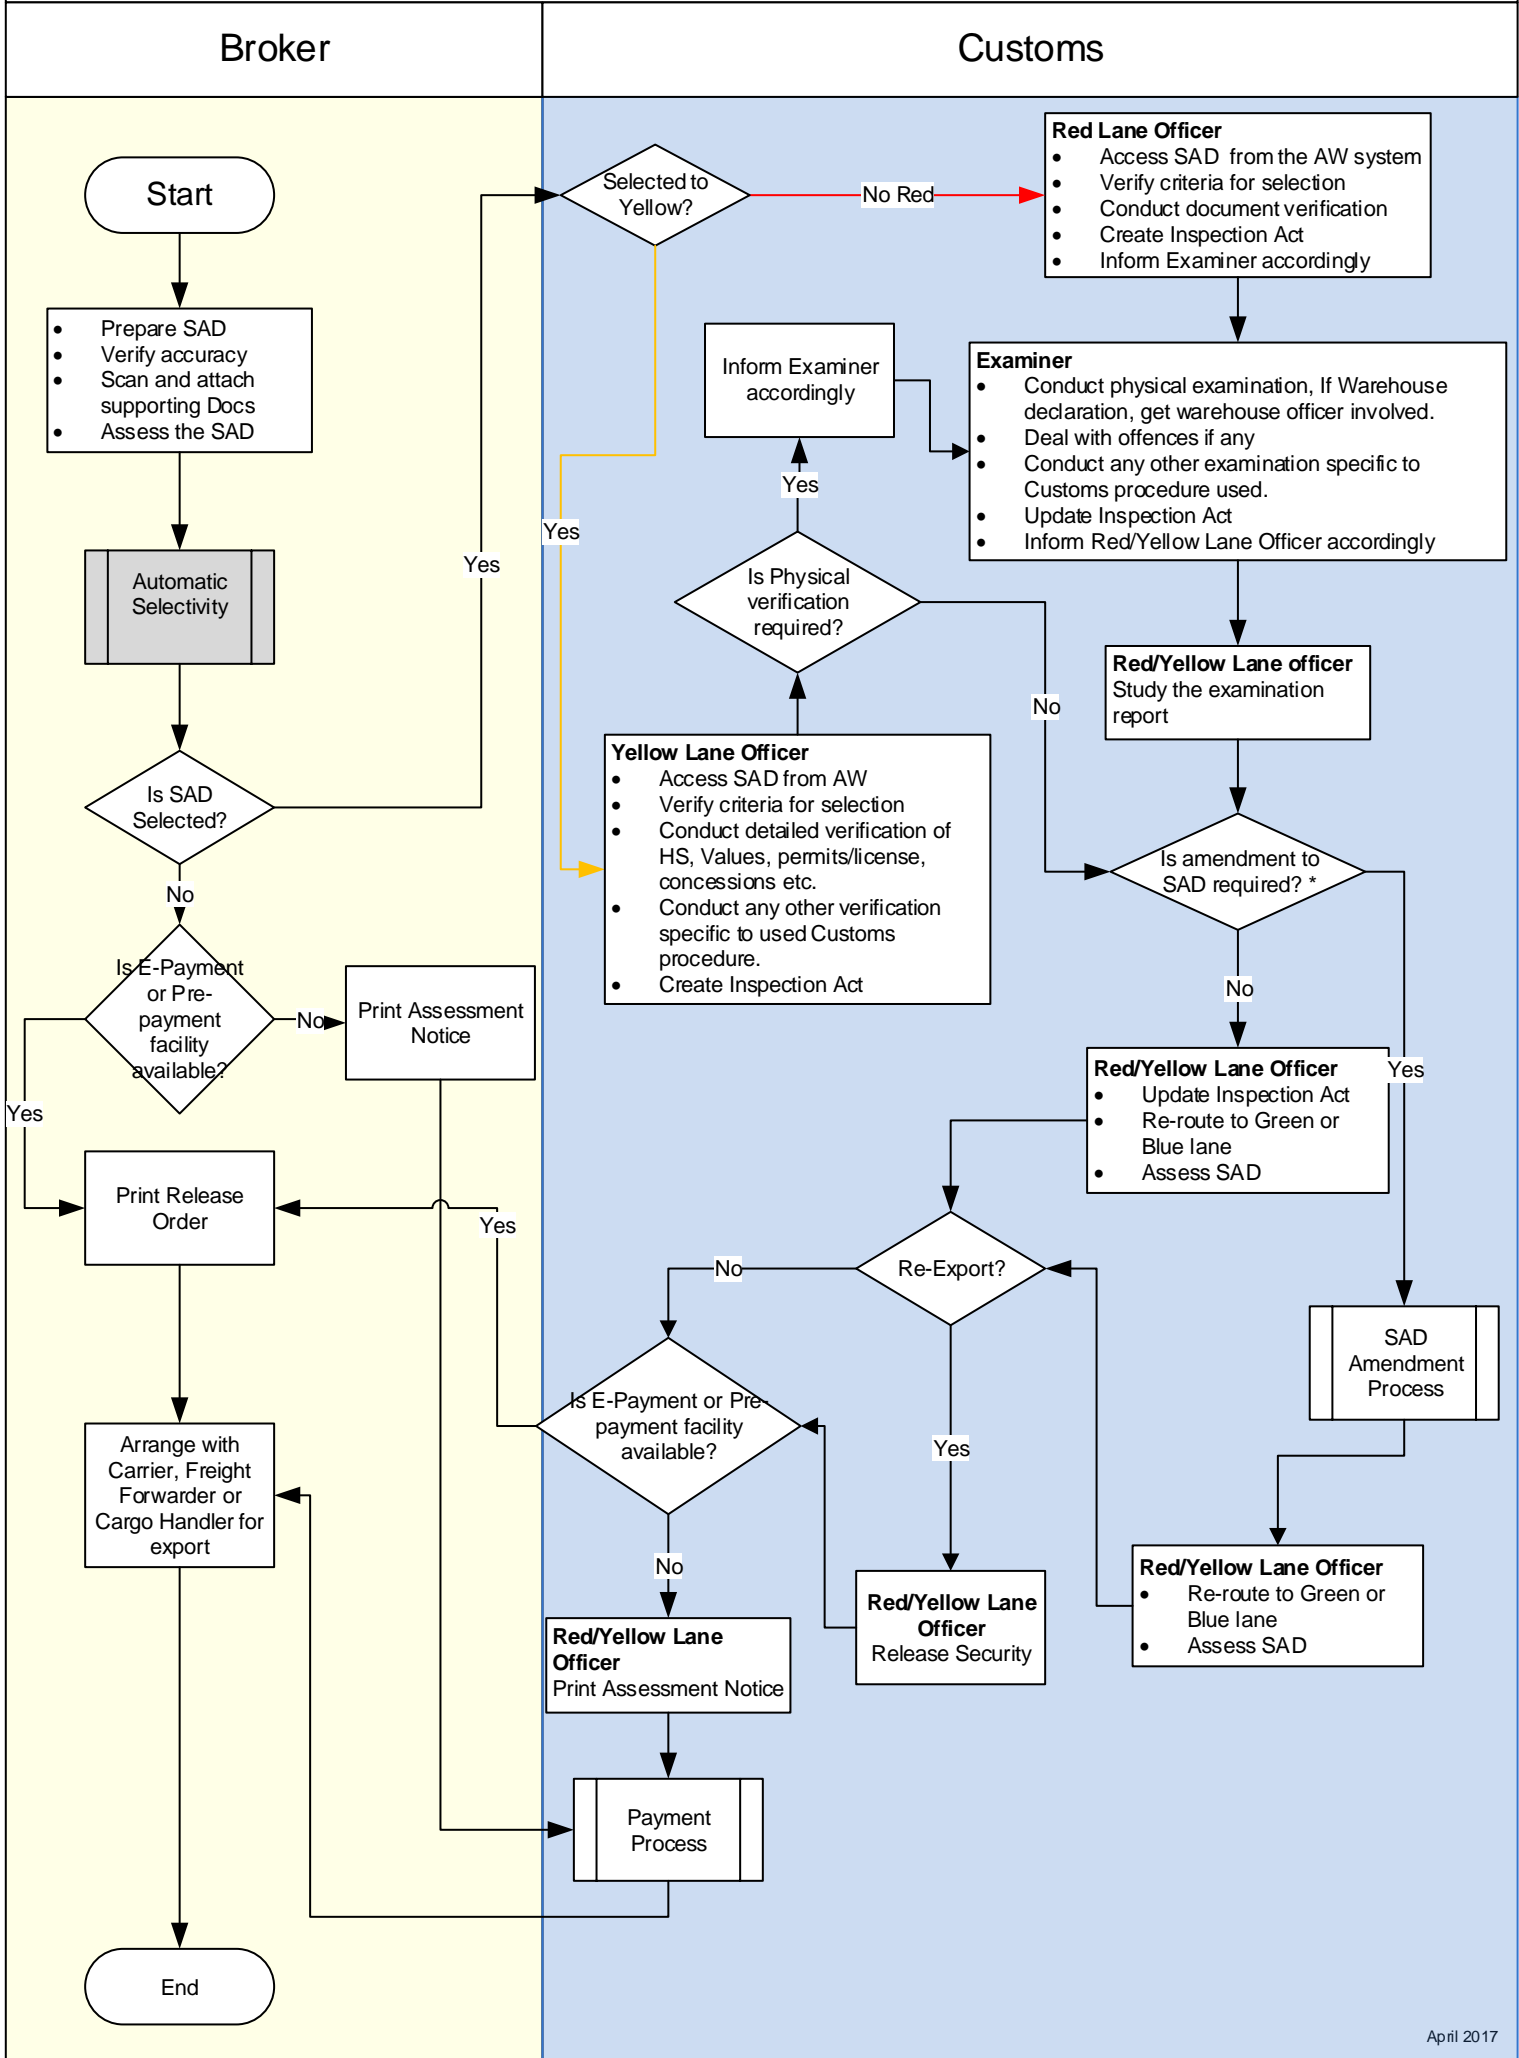 Broker
Customs
Start
• Prepare SAD
• Verify accuracy
• Scan and attach
supporting Docs
• Assess the SAD
Automatic
Selectivity
Is SAD
Selected?
Yes
No
Is E-Payment
or Pre-
payment
facility
available?
No
Print Assessment
Notice
Yes
Print Release
Order
Arrange with
Carrier, Freight
Forwarder or
Cargo Handler for
export
End
Selected to
Yellow?
No Red
Yes
Red Lane Officer
• Access SAD from the AW system
• Verify criteria for selection
• Conduct document verification
• Create Inspection Act
• Inform Examiner accordingly
Inform Examiner
accordingly
Examiner
• Conduct physical examination, If Warehouse
declaration, get warehouse officer involved.
• Deal with offences if any
• Conduct any other examination specific to
Customs procedure used.
• Update Inspection Act
• Inform Red/Yellow Lane Officer accordingly
Yes
Is Physical
verification
required?
No
Red/Yellow Lane officer
Study the examination
report
Yellow Lane Officer
• Access SAD from AW
• Verify criteria for selection
• Conduct detailed verification of
HS, Values, permits/license,
concessions etc.
• Conduct any other verification
specific to used Customs
procedure.
• Create Inspection Act
Is amendment to
SAD required? *
No
Yes
Red/Yellow Lane Officer
• Update Inspection Act
• Re-route to Green or
Blue lane
• Assess SAD
Re-Export?
No
Yes
SAD
Amendment
Process
Is E-Payment or Pre-
payment facility
available?
Yes
No
Red/Yellow Lane
Officer
Release Security
Red/Yellow Lane Officer
• Re-route to Green or
Blue lane
• Assess SAD
Red/Yellow Lane
Officer
Print Assessment Notice
Payment
Process
April 2017